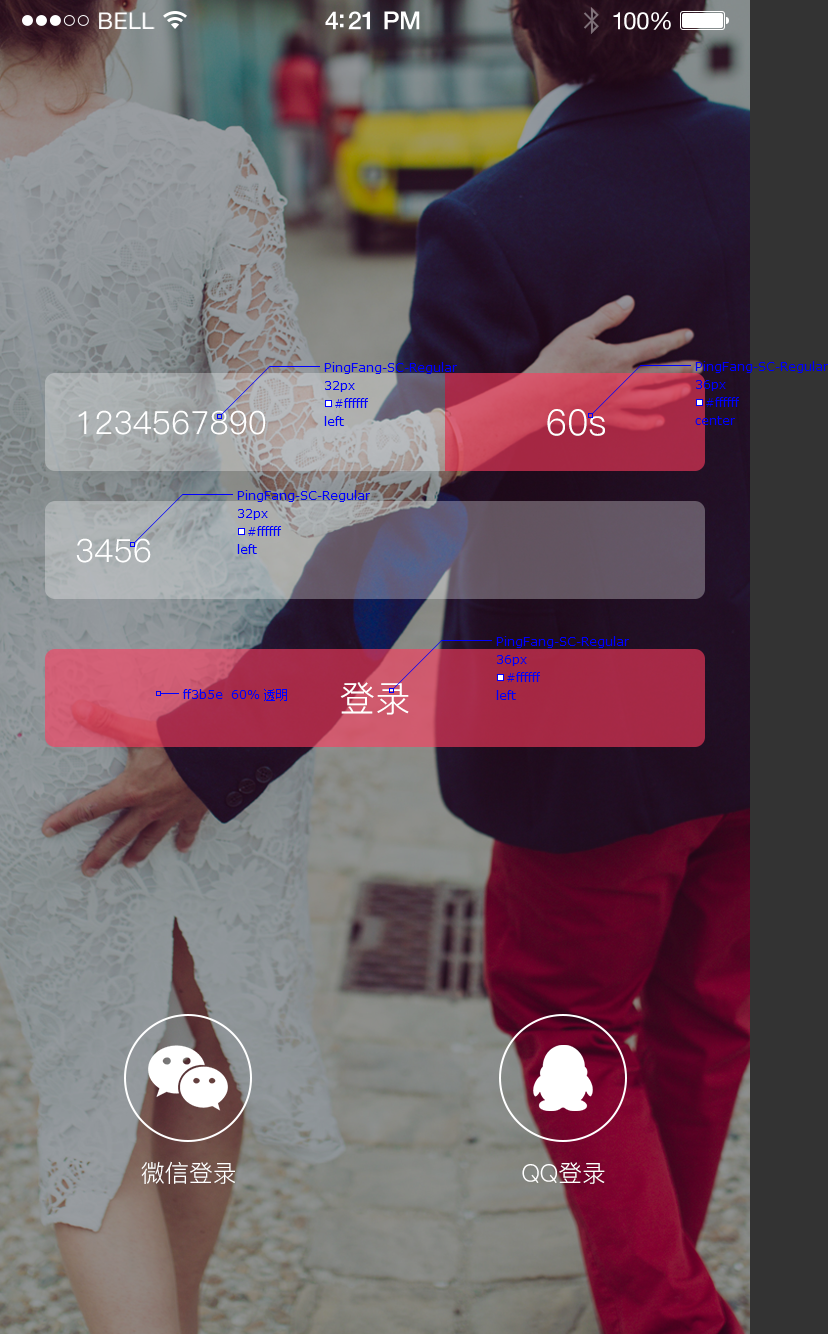 BELL 4:21 PM 100%
PingFang-SC-Regular
32px
#ffffff
left
PingFang-SC-Regular
36px
#ffffff
center
1234567890
60s
PingFang-SC-Regular
32px
#ffffff
left
3456
PingFang-SC-Regular
36px
#ffffff
left
ff3b5e 60% 透明
登录
微信登录
QQ登录